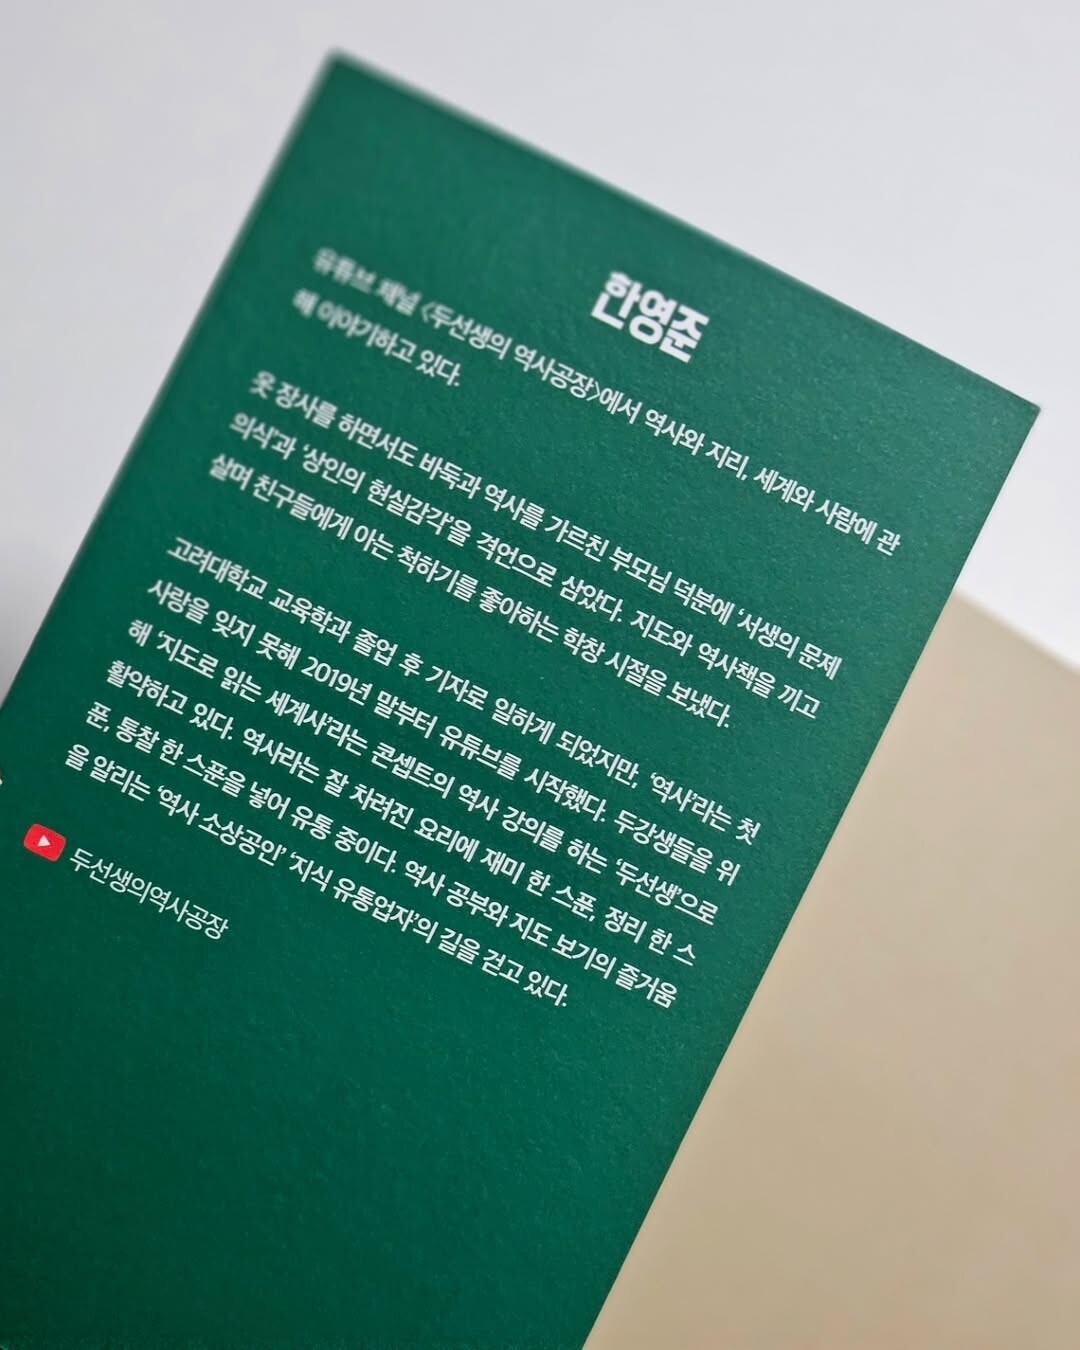 한영준
유튜브 채널 〈두선생의 역사공장〉에서 역사와 지리, 세계와 사람에 관
해 이야기하고 있다.
옷 장사를 하면서도 바둑과 역사를 가르친 부모님 덕분에 ‘서생의 문제
의식’과 ‘상인의 현실감각’을 격언으로 삼았다. 지도와 역사책을 끼고
살며 친구들에게 아는 척하기를 좋아하는 학창 시절을 보냈다.
고려대학교 교육학과 졸업 후 기자로 일하게 되었지만, ‘역사’라는 첫
사랑을 잊지 못해 2019년 말부터 유튜브를 시작했다. 두강생들을 위
해 ‘지도로 읽는 세계사’라는 콘셉트의 역사 강의를 하는 ‘두선생’으로
활약하고 있다. 역사라는 잘 차려진 요리에 재미 한 스푼, 정리 한 스
푼, 통찰 한 스푼을 넣어 유통 중이다. 역사 공부와 지도 보기의 즐거움
을 알리는 ‘역사 소상공인’ ‘지식 유통업자’의 길을 걷고 있다.
두선생의역사공장